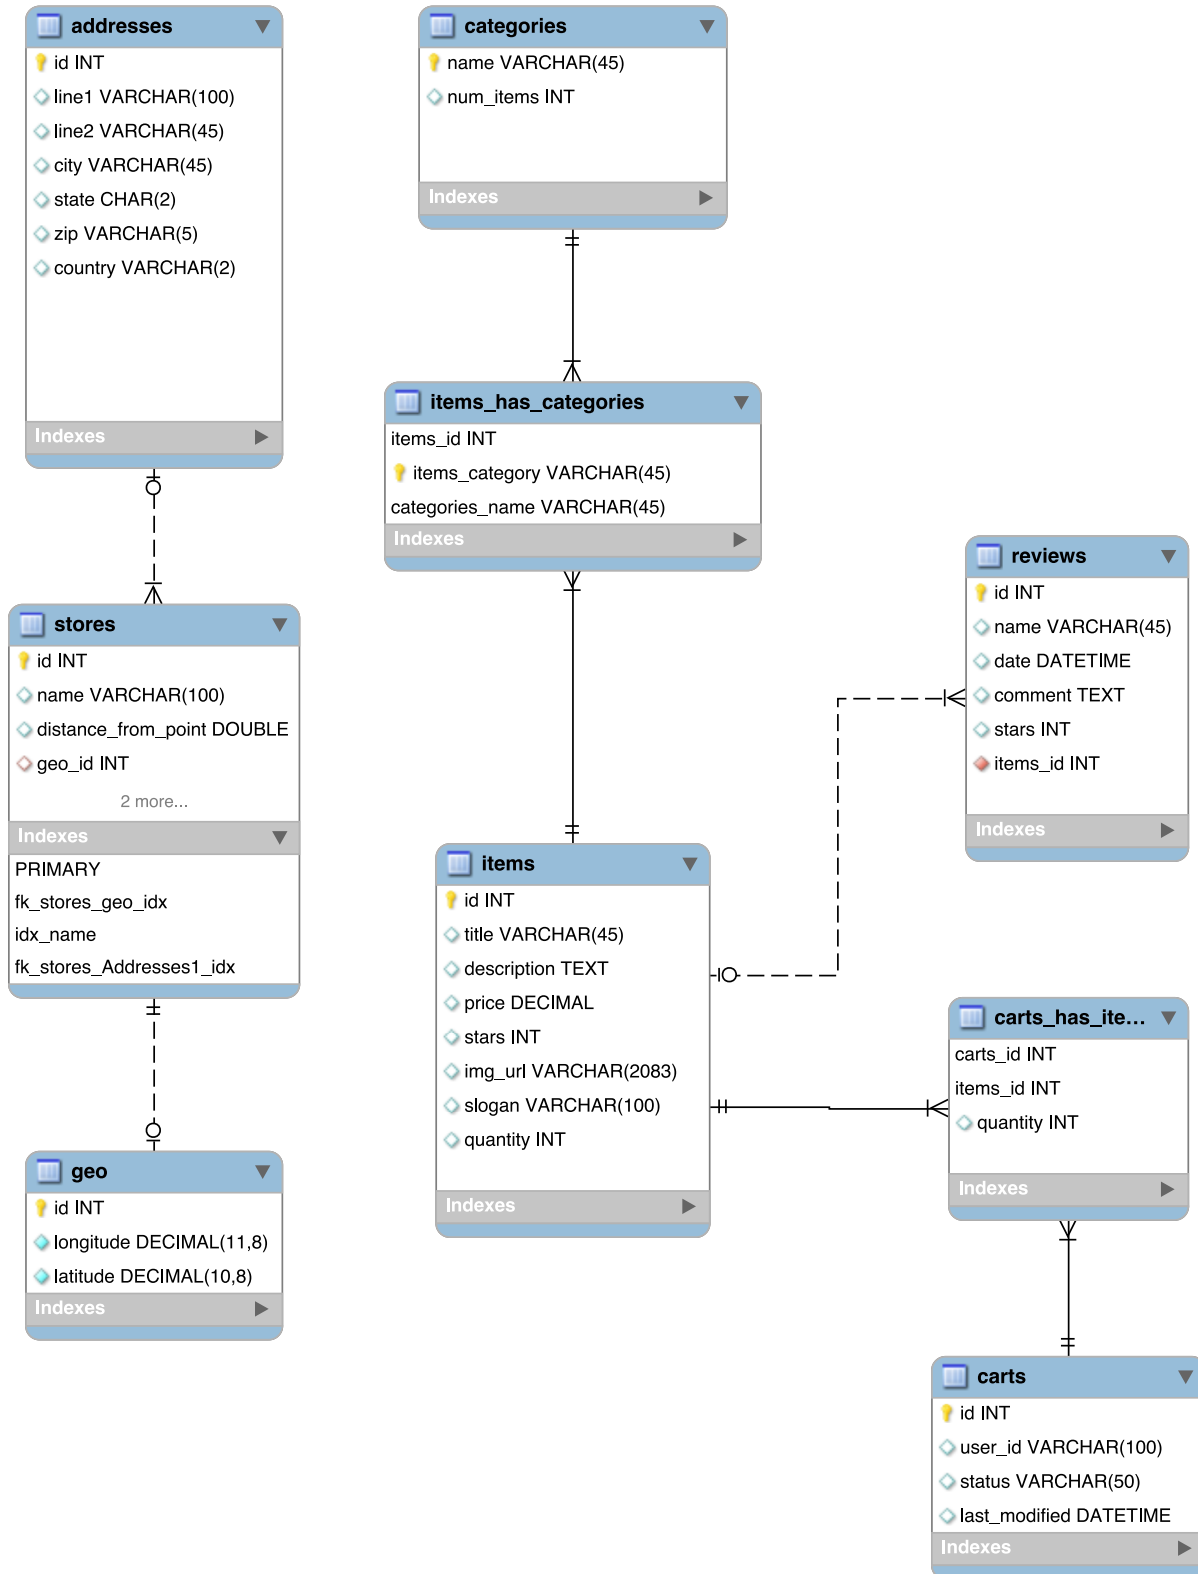 addresses
id INT
line1 VARCHAR(100)
line2 VARCHAR(45)
city VARCHAR(45)
state CHAR(2)
zip VARCHAR(5)
country VARCHAR(2)
Indexes
categories
name VARCHAR(45)
num_items INT
Indexes
items_has_categories
items_id INT
items_category VARCHAR(45)
categories_name VARCHAR(45)
Indexes
stores
id INT
name VARCHAR(100)
distance_from_point DOUBLE
geo_id INT
2 more...
Indexes
PRIMARY
fk_stores_geo_idx
idx_name
fk_stores_Addresses1_idx
reviews
id INT
name VARCHAR(45)
date DATETIME
comment TEXT
stars INT
items_id INT
Indexes
items
id INT
title VARCHAR(45)
description TEXT
price DECIMAL
stars INT
img_url VARCHAR(2083)
slogan VARCHAR(100)
quantity INT
Indexes
carts_has_ite...
carts_id INT
items_id INT
quantity INT
Indexes
geo
id INT
longitude DECIMAL(11,8)
latitude DECIMAL(10,8)
Indexes
carts
id INT
user_id VARCHAR(100)
status VARCHAR(50)
last_modified DATETIME
Indexes